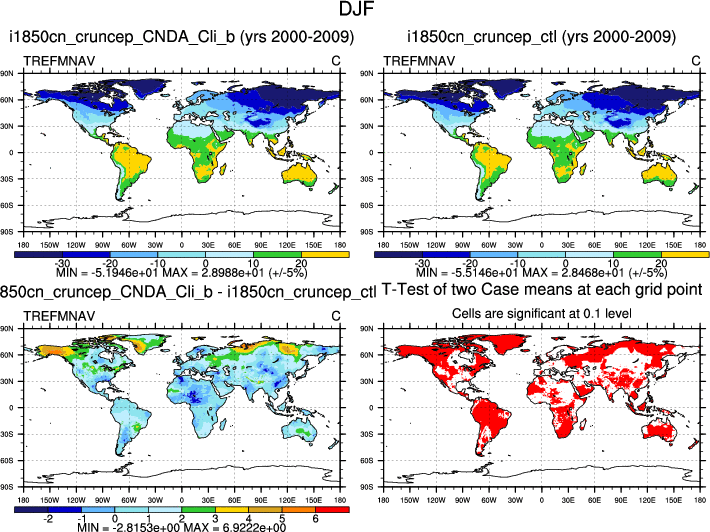 DJF
i1850cn_cruncep_CNDA_Cli_b (yrs 2000-2009)
i1850cn_cruncep_ctl (yrs 2000-2009)
TREFMNAV C
TREFMNAV C
90N
60N
30N
0
30S
60S
90S
180 150W 120W 90W 60W 30W 0 30E 60E 90E 120E 150E 180
90N
60N
30N
0
30S
60S
90S
180 150W 120W 90W 60W 30W 0 30E 60E 90E 120E 150E 180
-30 -20 -10 0 10 20
MIN = -5.1946e+01 MAX = 2.8988e+01 (+/-5%)
-30 -20 -10 0 10 20
MIN = -5.5146e+01 MAX = 2.8468e+01 (+/-5%)
850cn_cruncep_CNDA_Cli_b - i1850cn_cruncep_ctl
T-Test of two Case means at each grid point
TREFMNAV C
Cells are significant at 0.1 level
90N
60N
30N
0
30S
60S
90S
180 150W 120W 90W 60W 30W 0 30E 60E 90E 120E 150E 180
90N
60N
30N
0
30S
60S
90S
180 150W 120W 90W 60W 30W 0 30E 60E 90E 120E 150E 180
-2 -1 0 1 2 3 4 5 6
MIN = -2.8153e+00 MAX = 6.9222e+00